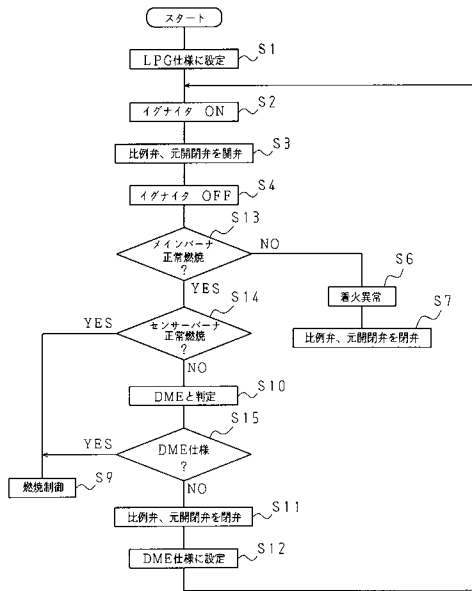 スタート
S1
LPG仕様に設定
S2
イグナイタ ON
S3
比例弁、元開閉弁を開弁
S4
イグナイタ OFF
S13
メインバーナ
正常燃焼
?
NO
YES
S6
着火異常
S7
比例弁、元開閉弁を閉弁
S14
YES
センサーバーナ
正常燃焼
?
NO
S10
DMEと判定
S15
YES
DME仕様
?
NO
S9
燃焼制御
S11
比例弁、元開閉弁を閉弁
S12
DME仕様に設定